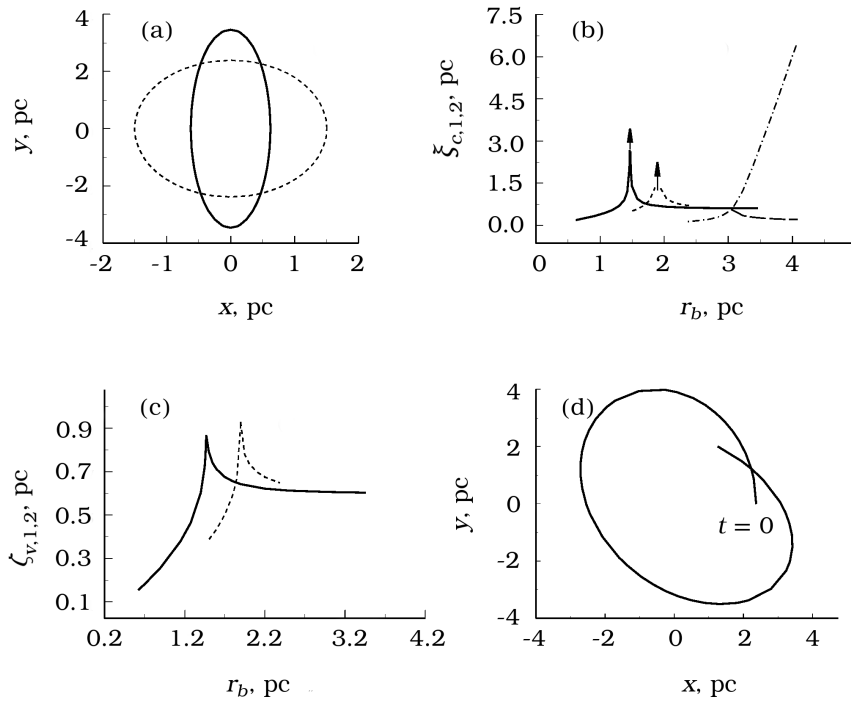 (a)
4
2
0
-2
-4
-2 -1 0 1 2
y, pc
x, pc
(b)
7.5
6.0
4.5
3.0
1.5
0.0
0 1 2 3 4
ξc,1.2, pc
r_b, pc
(c)
0.9
0.7
0.5
0.3
0.1
0.2 1.2 2.2 3.2 4.2
ζv,1.2, pc
r_b, pc
(d)
4
2
0
-2
-4
-4 -2 0 2 4
t = 0
y, pc
x, pc